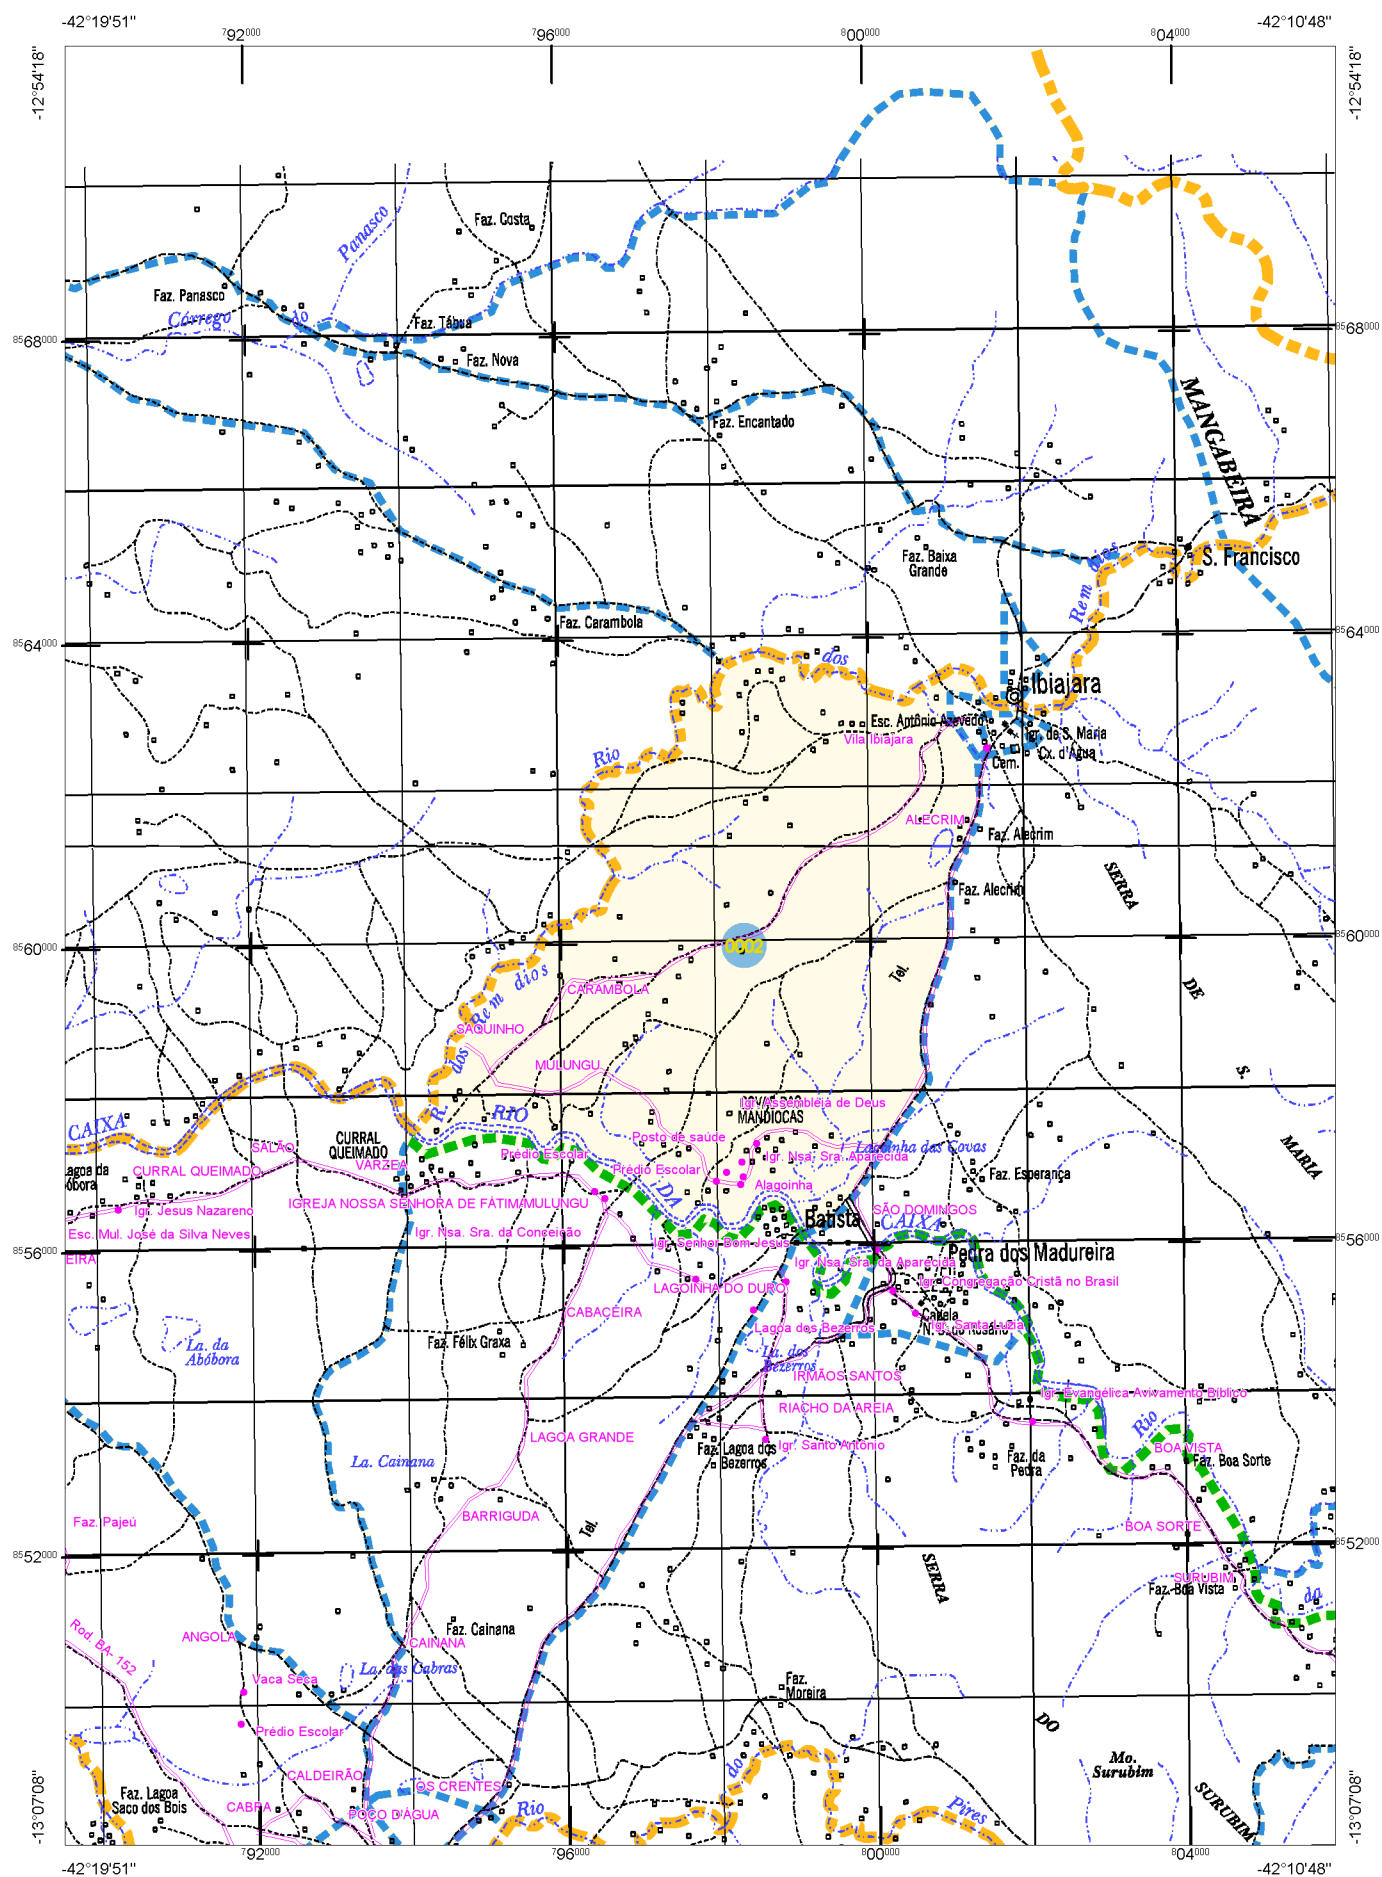 -42°19'51"
-42°10'48"
792000
796000
800000
804000
-12°54'18"
-12°54'18"
Panasco
Faz. Costa
Faz. Panasco
Córrego
do
Faz. Tábua
8568000
8568000
Faz. Nova
MANGABEIRA
Faz. Encantado
Faz. Baixa
Grande
dios
S. Francisco
Rem
Faz. Carambola
8564000
8564000
dos
Ibiajara
Esc. Antônio Azevedo
Vila Ibiajara
Igr. de S. Maria
Cx. d'Água
Cem.
Rio
ALECRIM
Faz. Alecrim
SERRA
Faz. Alecrim
8560000
0002
8560000
Tel.
dios
CARAMBOLA
DE
Rem
SAQUINHO
dos
MULUNGU
S.
R.
RIO
Igr. Assembléia de Deus
MANDIOCAS
CAIXA
CURRAL
QUEIMADO
Posto de saúde
SALÃO
VARZEA
Prédio Escolar
Lagoinha das Covas
Igr. Nsa. Sra. Aparecida
MARIA
CURRAL QUEIMADO
Prédio Escolar
Faz. Esperança
agoa da
bóbora
Alagoinha
DA
IGREJA NOSSA SENHORA DE FÁTIMA
MULUNGU
SÃO DOMINGOS
Igr. Jesus Nazareno
Batista
CAIXA
Esc. Mul. José da Silva Neves
Igr. Nsa. Sra. da Conceição
Igr. Senhor Bom Jesus
Pedra dos Madureira
8556000
8556000
EIRA
Igr. Nsa. Sra. da Aparecida
LAGOINHA DO DURO
Igr. Congregação Cristã no Brasil
CABACEIRA
Capela
Lagoa dos Bezerros
Igr. Santa Luzia
Faz. Félix Graxa
La. da
Abóbora
La. dos
Bezerros
IRMÃOS SANTOS
Igr. Evangélica Avivamento Bíblico
RIACHO DA AREIA
Rio
LAGOA GRANDE
Igr. Santo Antônio
Faz. Lagoa dos
Bezerros
BOA VISTA
Faz. da
Pedra
Faz. Boa Sorte
La. Cainana
BARRIGUDA
Faz. Pajeú
Tel.
BOA SORTE
8552000
8552000
SERRA
SURUBIM
Faz. Boa Vista
da
Rod. BA- 152
ANGOLA
CAINANA
Faz. Cainana
La. das Cabras
Vaca Seca
Faz.
Moreira
Prédio Escolar
DO
Mo.
Surubim
do
CALDEIRÃO
OS CRENTES
Faz. Lagoa
Saco dos Bois
CABRA
POÇO D'ÁGUA
Rio
Pires
SURUBIM
-13°07'08"
-13°07'08"
792000
796000
800000
804000
-42°19'51"
-42°10'48"